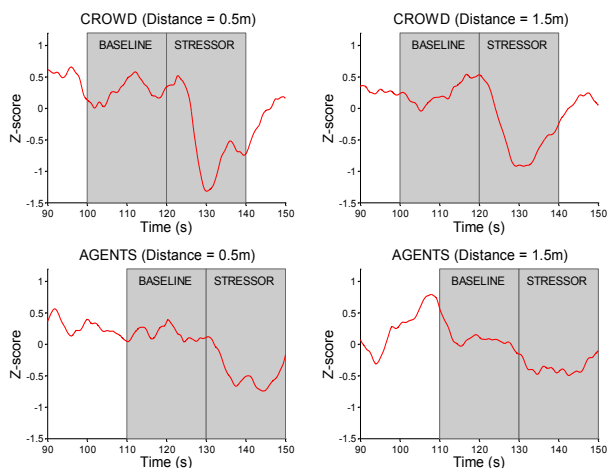 CROWD (Distance = 0.5m)
BASELINE STRESSOR
Z-score
1
0.5
0
-0.5
-1
-1.5
90 100 110 120 130 140 150
Time (s)
CROWD (Distance = 1.5m)
BASELINE STRESSOR
Z-score
1
0.5
0
-0.5
-1
-1.5
90 100 110 120 130 140 150
Time (s)
AGENTS (Distance = 0.5m)
BASELINE STRESSOR
Z-score
1
0.5
0
-0.5
-1
-1.5
90 100 110 120 130 140 150
Time (s)
AGENTS (Distance = 1.5m)
BASELINE STRESSOR
Z-score
1
0.5
0
-0.5
-1
-1.5
90 100 110 120 130 140 150
Time (s)